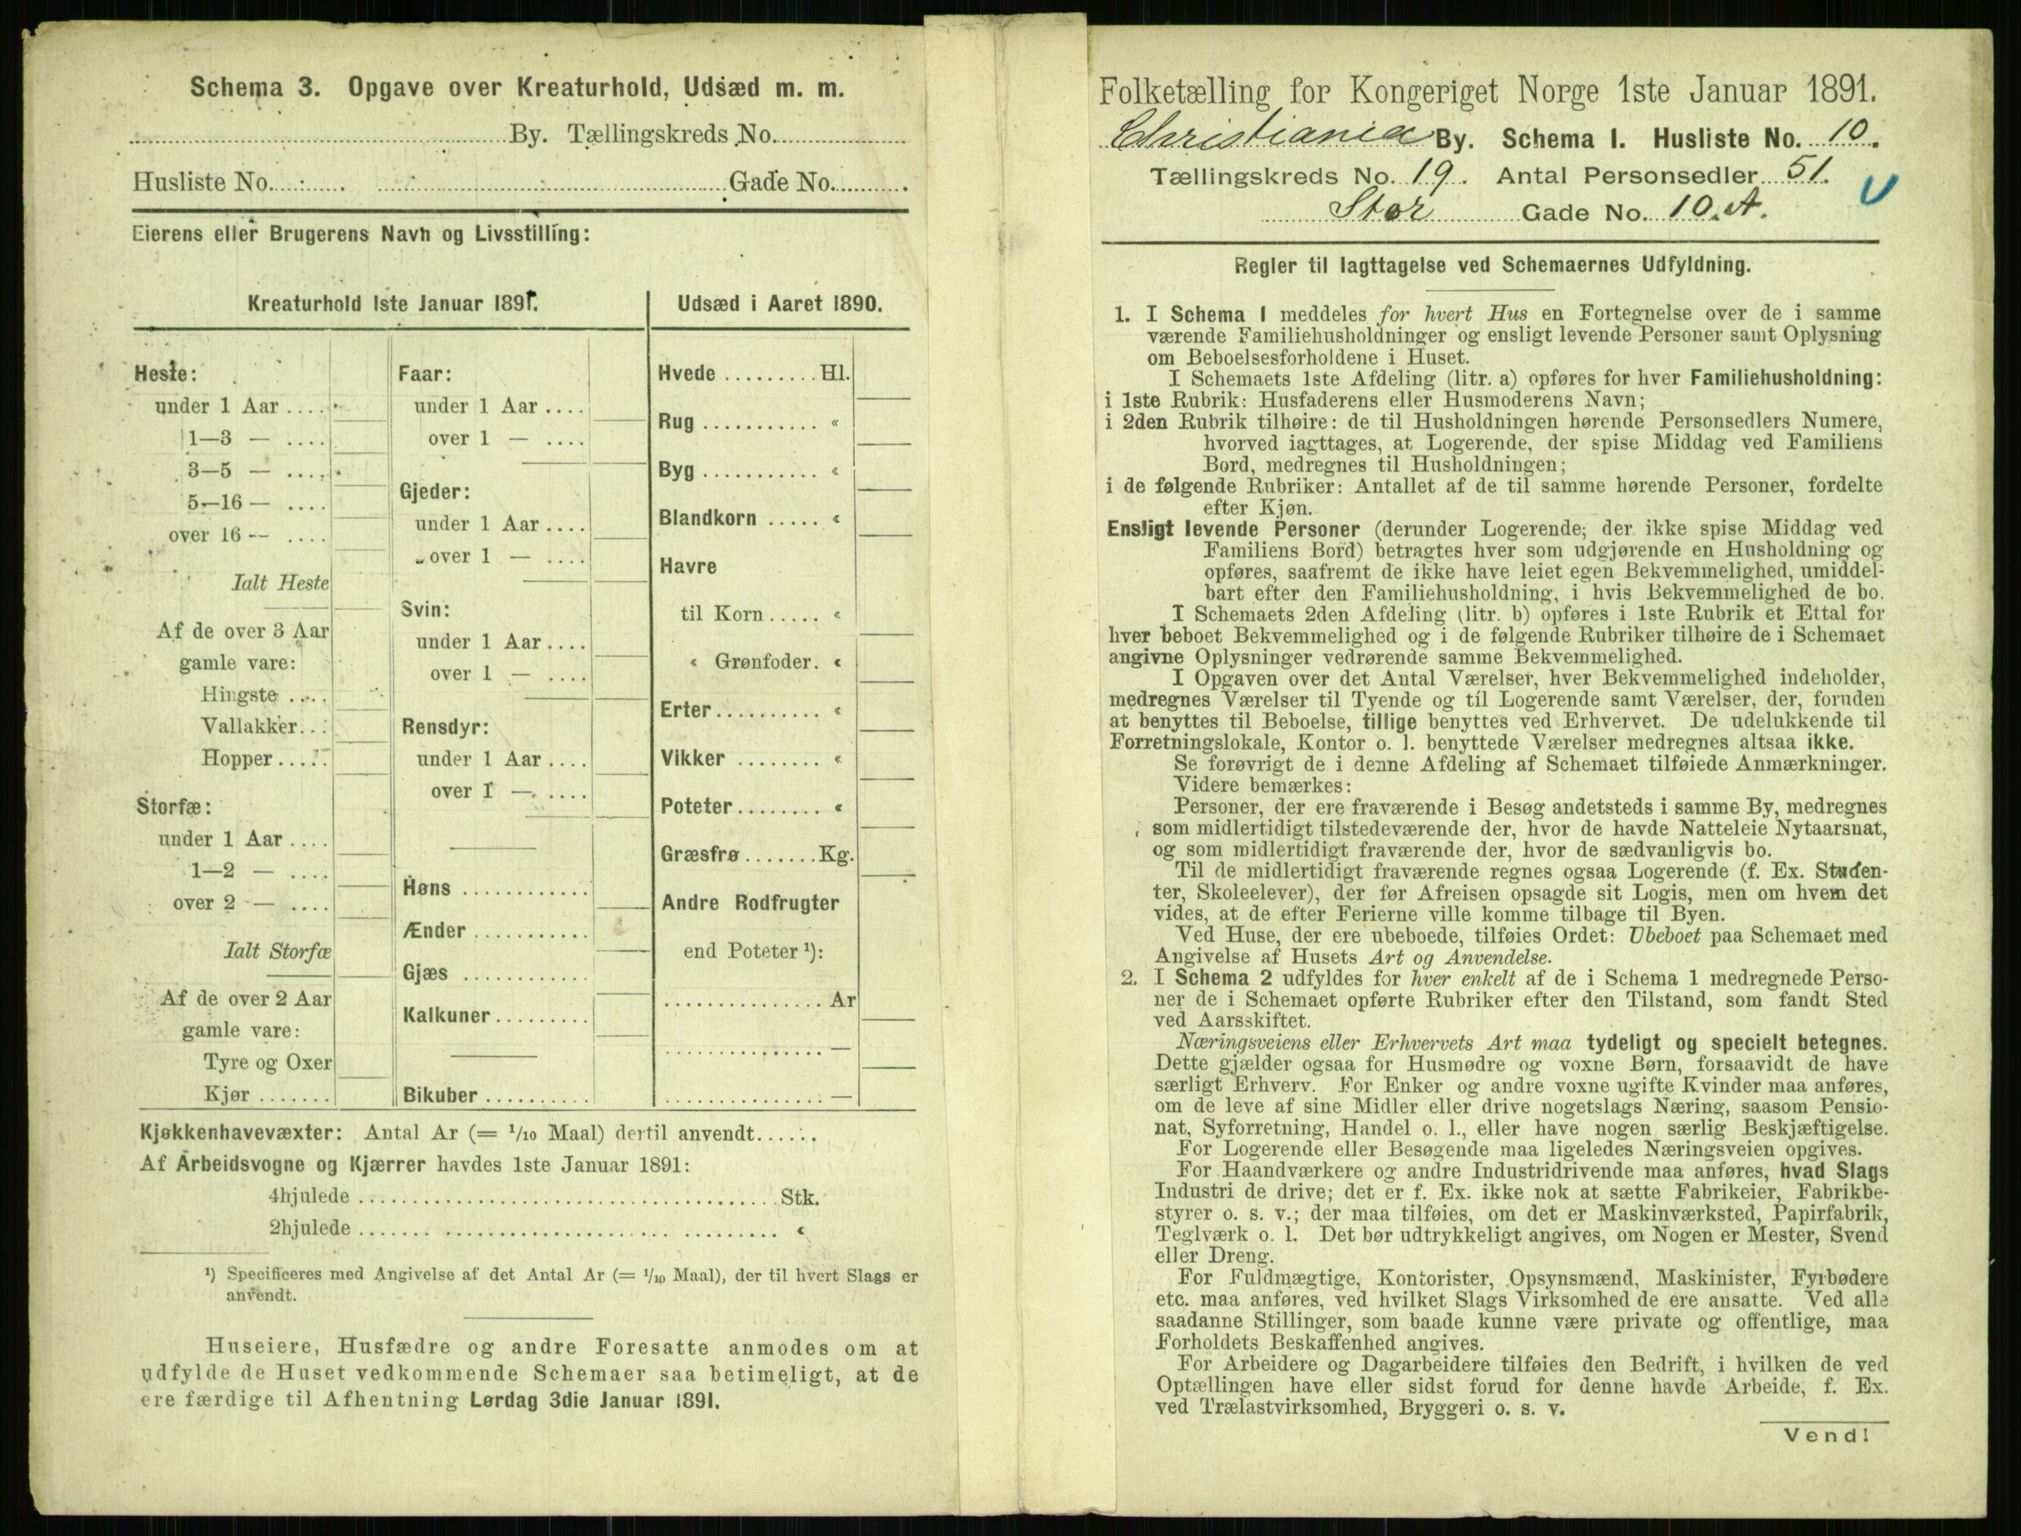 Schema 3. Opgave over Kreaturhold, Udsæd m. m.
By. Tællingskreds No.
Husliste No. Gade No.
Eierens eller Brugerens Navn og Livsstilling:
Kreaturhold 1ste Januar 1891.
Heste:
under 1 Aar ....
1—3 — ....
3—5 — ....
5—16 — ....
over 16 — ....
Ialt Heste
Af de over 3 Aar
gamle vare:
Hingste ....
Vallakker...
Hopper .....
Storfæ:
under 1 Aar ....
1—2 — ....
over 2 — ....
Ialt Storfæ
Af de over 2 Aar
gamle vare:
Tyre og Oxer
Kjør .......
Faar:
under 1 Aar ....
over 1 — ....
Gjeder:
under 1 Aar ....
over 1 — ....
Svin:
under 1 Aar ....
over 1 — ....
Rensdyr:
under 1 Aar ....
over 1 — ....
Høns ............
Ænder ...........
Gjæs ............
Kalkuner.........
Bikuber ..........
Udsæd i Aaret 1890.
Hvede ......... Hl.
Rug ........... «
Byg ........... «
Blandkorn ..... «
Havre
til Korn ..... «
« Grønfoder. «
Erter.......... «
Vikker ........ «
Poteter........ «
Græsfrø ....... Kg.
Andre Rodfrugter
end Poteter ¹):
............... Ar
............... —
............... —
Kjøkkenhavevæxter: Antal Ar (= 1/10 Maal) dertil anvendt......
Af Arbeidsvogne og Kjærrer havdes 1ste Januar 1891:
4hjulede ........................................ Stk.
2hjulede ........................................ «
¹) Specificeres med Angivelse af det Antal Ar (= 1/10 Maal), der til hvert Slags er
anvendt.
Huseiere, Husfædre og andre Foresatte anmodes om at
udfylde de Huset vedkommende Schemaer saa betimeligt, at de
ere færdige til Afhentning Lørdag 3die Januar 1891.
Folketælling for Kongeriget Norge 1ste Januar 1891.
Christiania By. Schema I. Husliste No. 10.
Tællingskreds No. 19. Antal Personsedler 51.
Stor Gade No. 10. A.
Regler til Iagttagelse ved Schemaernes Udfyldning.
1. I Schema 1 meddeles for hvert Hus en Fortegnelse over de i samme
værende Familiehusholdninger og ensligt levende Personer samt Oplysning
om Beboelsesforholdene i Huset.
I Schemaets 1ste Afdeling (litr. a) opføres for hver Familiehusholdning:
i 1ste Rubrik: Husfaderens eller Husmoderens Navn;
i 2den Rubrik tilhøire: de til Husholdningen hørende Personsedlers Numere,
hvorved iagttages, at Logerende, der spise Middag ved Familiens
Bord, medregnes til Husholdningen;
i de følgende Rubriker: Antallet af de til samme hørende Personer, fordelte
efter Kjøn.
Ensligt levende Personer (derunder Logerende, der ikke spise Middag ved
Familiens Bord) betragtes hver som udgjørende en Husholdning og
opføres, saafremt de ikke have leiet egen Bekvemmelighed, umiddel-
bart efter den Familiehusholdning, i hvis Bekvemmelighed de bo.
I Schemaets 2den Afdeling (litr. b) opføres i 1ste Rubrik et Ettal for
hver beboet Bekvemmelighed og i de følgende Rubriker tilhøire de i Schemaet
angivne Oplysninger vedrørende samme Bekvemmelighed.
I Opgaven over det Antal Værelser, hver Bekvemmelighed indeholder,
medregnes Værelser til Tyende og til Logerende samt Værelser, der, foruden
at benyttes til Beboelse, tillige benyttes ved Erhvervet. De udelukkende til
Forretningslokale, Kontor o. l. benyttede Værelser medregnes altsaa ikke.
Se forøvrigt de i denne Afdeling af Schemaet tilføiede Anmærkninger.
Videre bemærkes:
Personer, der ere fraværende i Besøg andetsteds i samme By, medregnes
som midlertidigt tilstedeværende der, hvor de havde Natteleie Nytaarsnat,
og som midlertidigt fraværende der, hvor de sædvanligvis bo.
Til de midlertidigt fraværende regnes ogsaa Logerende (f. Ex. Studen-
ter, Skoleelever), der før Afreisen opsagde sit Logis, men om hvem det
vides, at de efter Ferierne ville komme tilbage til Byen.
Ved Huse, der ere ubeboede, tilføies Ordet: Ubeboet paa Schemaet med
Angivelse af Husets Art og Anvendelse.
2. I Schema 2 udfyldes for hver enkelt af de i Schema 1 medregnede Perso-
ner de i Schemaet opførte Rubriker efter den Tilstand, som fandt Sted
ved Aarsskiftet.
Næringsveiens eller Erhvervets Art maa tydeligt og specielt betegnes.
Dette gjælder ogsaa for Husmødre og voxne Børn, forsaavidt de have
særligt Erhverv. For Enker og andre voxne ugifte Kvinder maa anføres,
om de leve af sine Midler eller drive nogetslags Næring, saasom Pensio-
nat, Syforretning, Handel o. l., eller have nogen særlig Beskjæftigelse.
For Logerende eller Besøgende maa ligeledes Næringsveien opgives.
For Haandværkere og andre Industridrivende maa anføres, hvad Slags
Industri de drive; det er f. Ex. ikke nok at sætte Fabrikeier, Fabrikbe-
styrer o. s. v.; der maa tilføies, om det er Maskinværksted, Papirfabrik,
Teglværk o. l. Det bør udtrykkeligt angives, om Nogen er Mester, Svend
eller Dreng.
For Fuldmægtige, Kontorister, Opsynsmænd, Maskinister, Fyrbødere
etc. maa anføres, ved hvilket Slags Virksomhed de ere ansatte. Ved alle
saadanne Stillinger, som baade kunne være private og offentlige, maa
Forholdets Beskaffenhed angives.
For Arbeidere og Dagarbeidere tilføies den Bedrift, i hvilken de ved
Optællingen have eller sidst forud for denne havde Arbeide, f. Ex.
ved Trælastvirksomhed, Bryggeri o. s. v.
Vend!